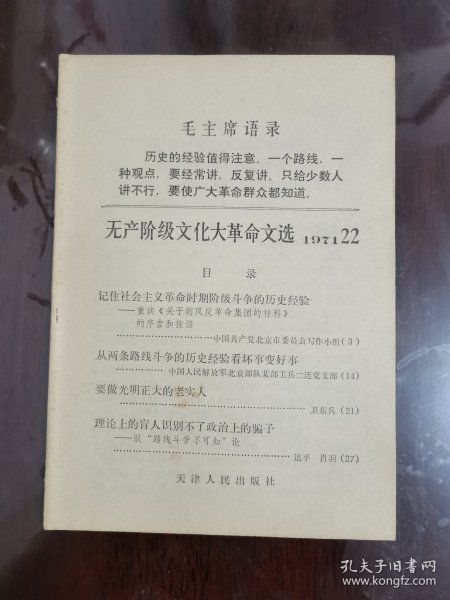 毛主席语录
历史的经验值得注意。一个路线，一
种观点，要经常讲，反复讲。只给少数人
讲不行，要使广大革命群众都知道。
无产阶级文化大革命文选 1971 22
目 录
记住社会主义革命时期阶级斗争的历史经验
——重读《关于胡风反革命集团的材料》
的序言和按语
……中国共产党北京市委员会写作小组(3)
从两条路线斗争的历史经验看坏事变好事
……中国人民解放军北京部队某部工兵二连党支部(14)
要做光明正大的老实人
……卫东兵(21)
理论上的盲人识别不了政治上的骗子
——驳“路线斗争不可知”论
……迅平 肖羽(27)
天津人民出版社
孔夫子旧书网
www.kongfz.com